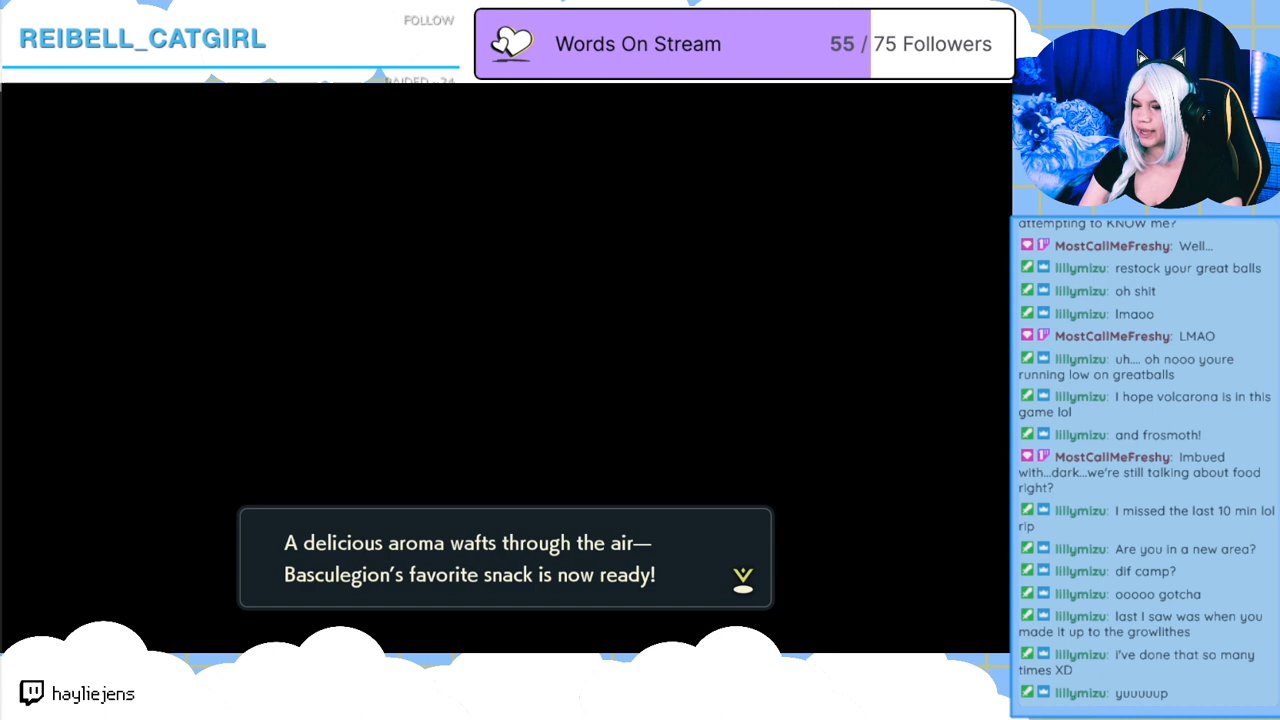 REIBELL_CATGIRL
FOLLOW
Words On Stream
55 / 75 Followers
A delicious aroma wafts through the air—
Basculegion's favorite snack is now ready!
attempting to KNOW me?
MostCallMeFreshy: Well...
lillymizu: restock your great balls
lillymizu: oh shit
lillymizu: lmaoo
MostCallMeFreshy: LMAO
lillymizu: uh.... oh nooo youre
running low on greatballs
lillymizu: I hope volcarona is in this
game lol
lillymizu: and frosmoth!
MostCallMeFreshy: Imbued
with...dark...we're still talking about food
right?
lillymizu: I missed the last 10 min lol
rip
lillymizu: Are you in a new area?
lillymizu: dif camp?
lillymizu: ooooo gotcha
lillymizu: last I saw was when you
made it up to the growlithes
lillymizu: i've done that so many
times XD
lillymizu: yuuuuup
hayliejens